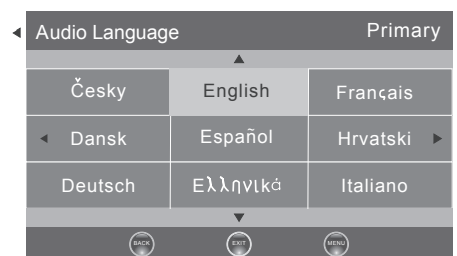 Audio Language Primary
Česky English Français
Dansk Español Hrvatski
Deutsch Ελληνικά Italiano
BACK EXIT MENU